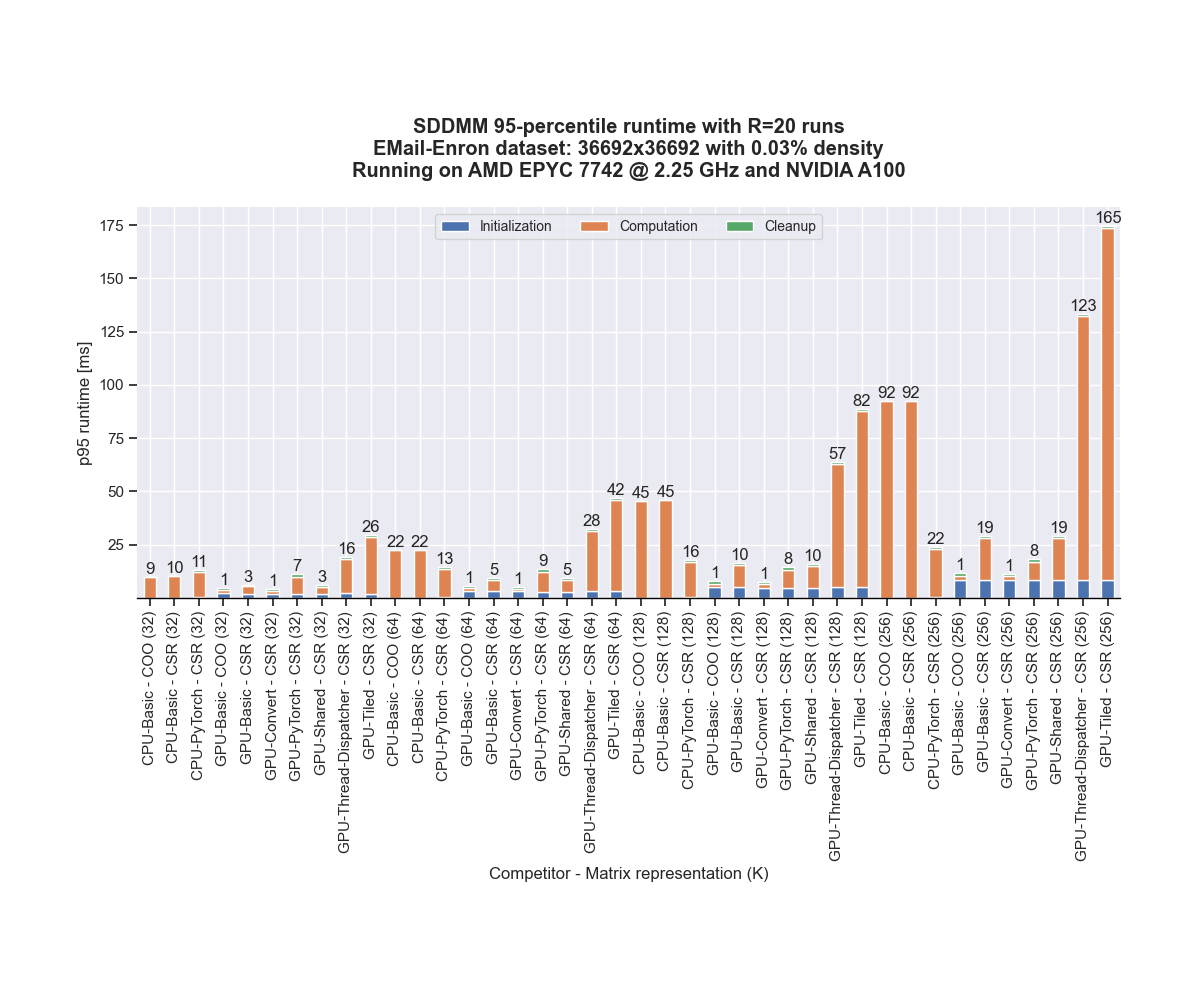 SDDMM 95-percentile runtime with R=20 runs
EMail-Enron dataset: 36692x36692 with 0.03% density
Running on AMD EPYC 7742 @ 2.25 GHz and NVIDIA A100
Initialization Computation Cleanup
p95 runtime [ms]
175
150
125
100
75
50
25
9 10 11 1 3 1 7 3 16 26 22 22 13 1 5 1 9 5 28 42 45 45 16 1 10 1 8 10 57 82 92 92 22 1 19 1 8 19 123 165
CPU-Basic - COO (32)
CPU-Basic - CSR (32)
CPU-PyTorch - CSR (32)
GPU-Basic - COO (32)
GPU-Basic - CSR (32)
GPU-Convert - CSR (32)
GPU-PyTorch - CSR (32)
GPU-Shared - CSR (32)
GPU-Thread-Dispatcher - CSR (32)
GPU-Tiled - CSR (32)
CPU-Basic - COO (64)
CPU-Basic - CSR (64)
CPU-PyTorch - CSR (64)
GPU-Basic - COO (64)
GPU-Basic - CSR (64)
GPU-Convert - CSR (64)
GPU-PyTorch - CSR (64)
GPU-Shared - CSR (64)
GPU-Thread-Dispatcher - CSR (64)
GPU-Tiled - CSR (64)
CPU-Basic - COO (128)
CPU-Basic - CSR (128)
CPU-PyTorch - CSR (128)
GPU-Basic - COO (128)
GPU-Basic - CSR (128)
GPU-Convert - CSR (128)
GPU-PyTorch - CSR (128)
GPU-Shared - CSR (128)
GPU-Thread-Dispatcher - CSR (128)
GPU-Tiled - CSR (128)
CPU-Basic - COO (256)
CPU-Basic - CSR (256)
CPU-PyTorch - CSR (256)
GPU-Basic - COO (256)
GPU-Basic - CSR (256)
GPU-Convert - CSR (256)
GPU-PyTorch - CSR (256)
GPU-Shared - CSR (256)
GPU-Thread-Dispatcher - CSR (256)
GPU-Tiled - CSR (256)
Competitor - Matrix representation (K)